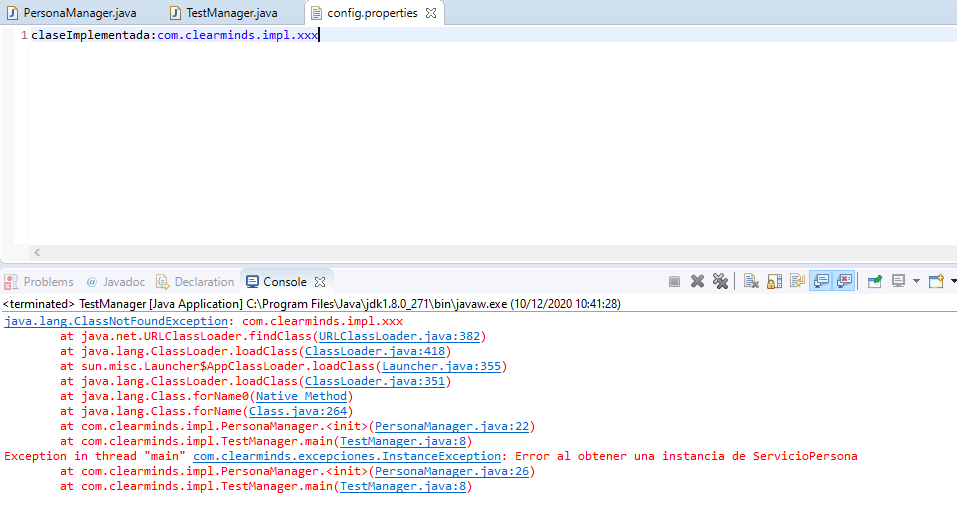 PersonaManager.java TestManager.java config.properties
1 claseImplementada:com.clearminds.impl.xxx
Problems @ Javadoc Declaration Console
<terminated> TestManager [Java Application] C:\Program Files\Java\jdk1.8.0_271\bin\javaw.exe (10/12/2020 10:41:28)
java.lang.ClassNotFoundException: com.clearminds.impl.xxx
at java.net.URLClassLoader.findClass(URLClassLoader.java:382)
at java.lang.ClassLoader.loadClass(ClassLoader.java:418)
at sun.misc.Launcher$AppClassLoader.loadClass(Launcher.java:355)
at java.lang.ClassLoader.loadClass(ClassLoader.java:351)
at java.lang.Class.forName0(Native Method)
at java.lang.Class.forName(Class.java:264)
at com.clearminds.impl.PersonaManager.<init>(PersonaManager.java:22)
at com.clearminds.impl.TestManager.main(TestManager.java:8)
Exception in thread "main" com.clearminds.excepciones.InstanceException: Error al obtener una instancia de ServicioPersona
at com.clearminds.impl.PersonaManager.<init>(PersonaManager.java:26)
at com.clearminds.impl.TestManager.main(TestManager.java:8)